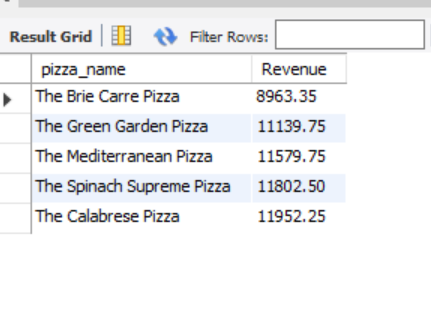 Result Grid Filter Rows:
pizza_name Revenue
The Brie Carre Pizza 8963.35
The Green Garden Pizza 11139.75
The Mediterranean Pizza 11579.75
The Spinach Supreme Pizza 11802.50
The Calabrese Pizza 11952.25